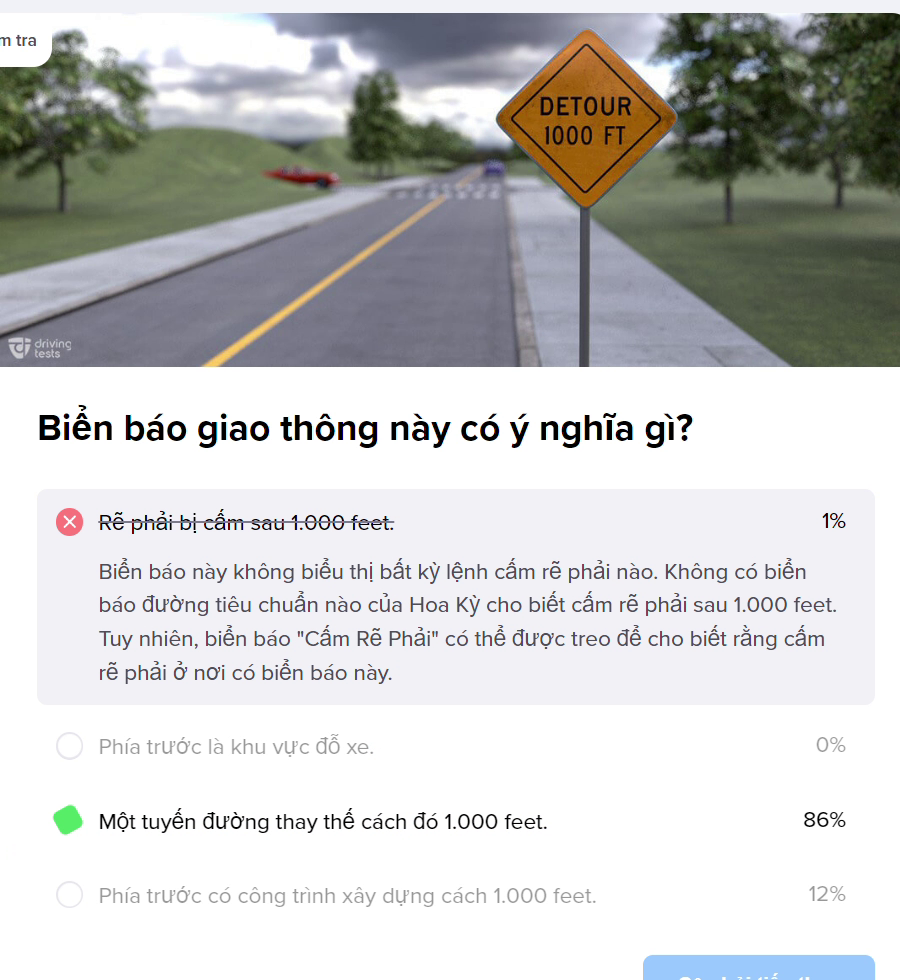 m tra
DETOUR
1000 FT
driving
tests
Biển báo giao thông này có ý nghĩa gì?
Rẽ phải bị cấm sau 1.000 feet.
1%
Biển báo này không biểu thị bất kỳ lệnh cấm rẽ phải nào. Không có biển
báo đường tiêu chuẩn nào của Hoa Kỳ cho biết cấm rẽ phải sau 1.000 feet.
Tuy nhiên, biển báo "Cấm Rẽ Phải" có thể được treo để cho biết rằng cấm
rẽ phải ở nơi có biển báo này.
Phía trước là khu vực đỗ xe.
0%
Một tuyến đường thay thế cách đó 1.000 feet.
86%
Phía trước có công trình xây dựng cách 1.000 feet.
12%